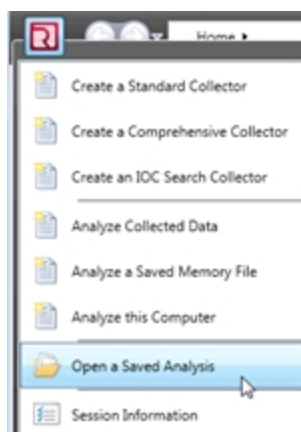 Home
Create a Standard Collector
Create a Comprehensive Collector
Create an IOC Search Collector
Analyze Collected Data
Analyze a Saved Memory File
Analyze this Computer
Open a Saved Analysis
Session Information